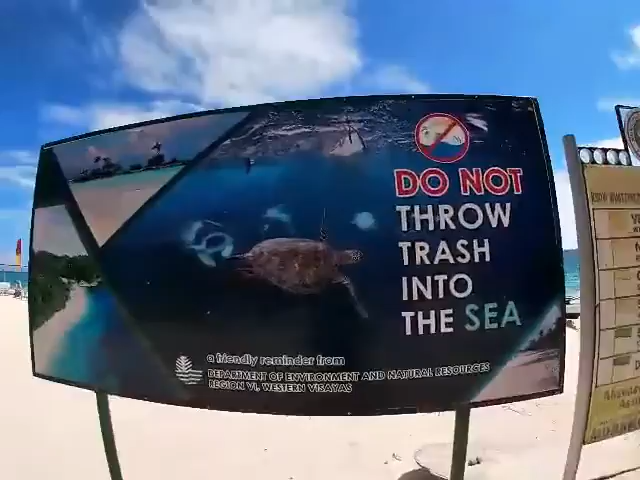 DO NOT
THROW
TRASH
INTO
THE SEA
a friendly reminder from
DEPARTMENT OF ENVIRONMENT AND NATURAL RESOURCES
REGION VI, WESTERN VISAYAS